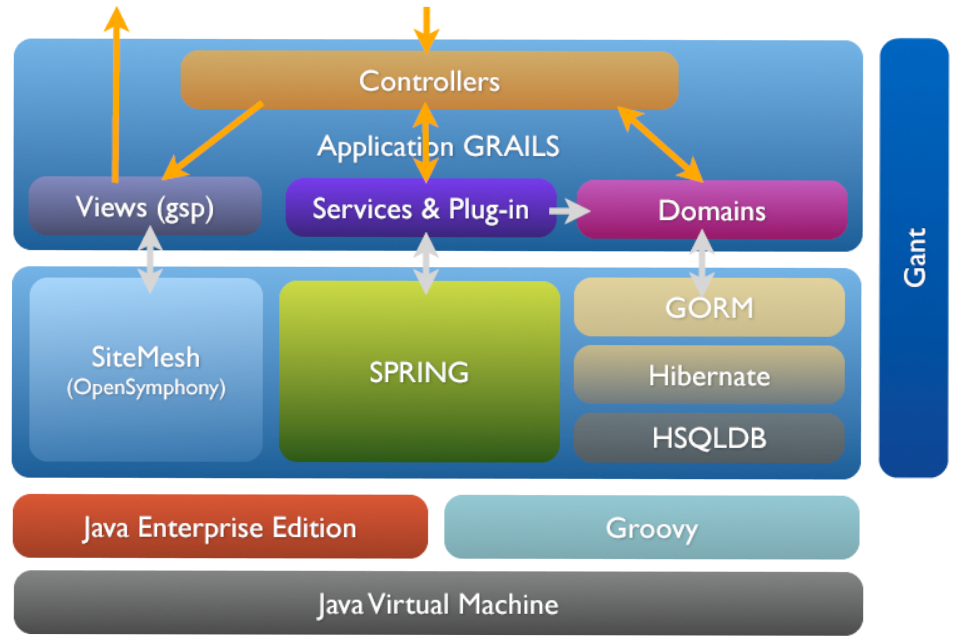 Controllers
Application GRAILS
Views (gsp)
Services & Plug-in
Domains
Gant
SiteMesh
(OpenSymphony)
SPRING
GORM
Hibernate
HSQLDB
Java Enterprise Edition
Groovy
Java Virtual Machine